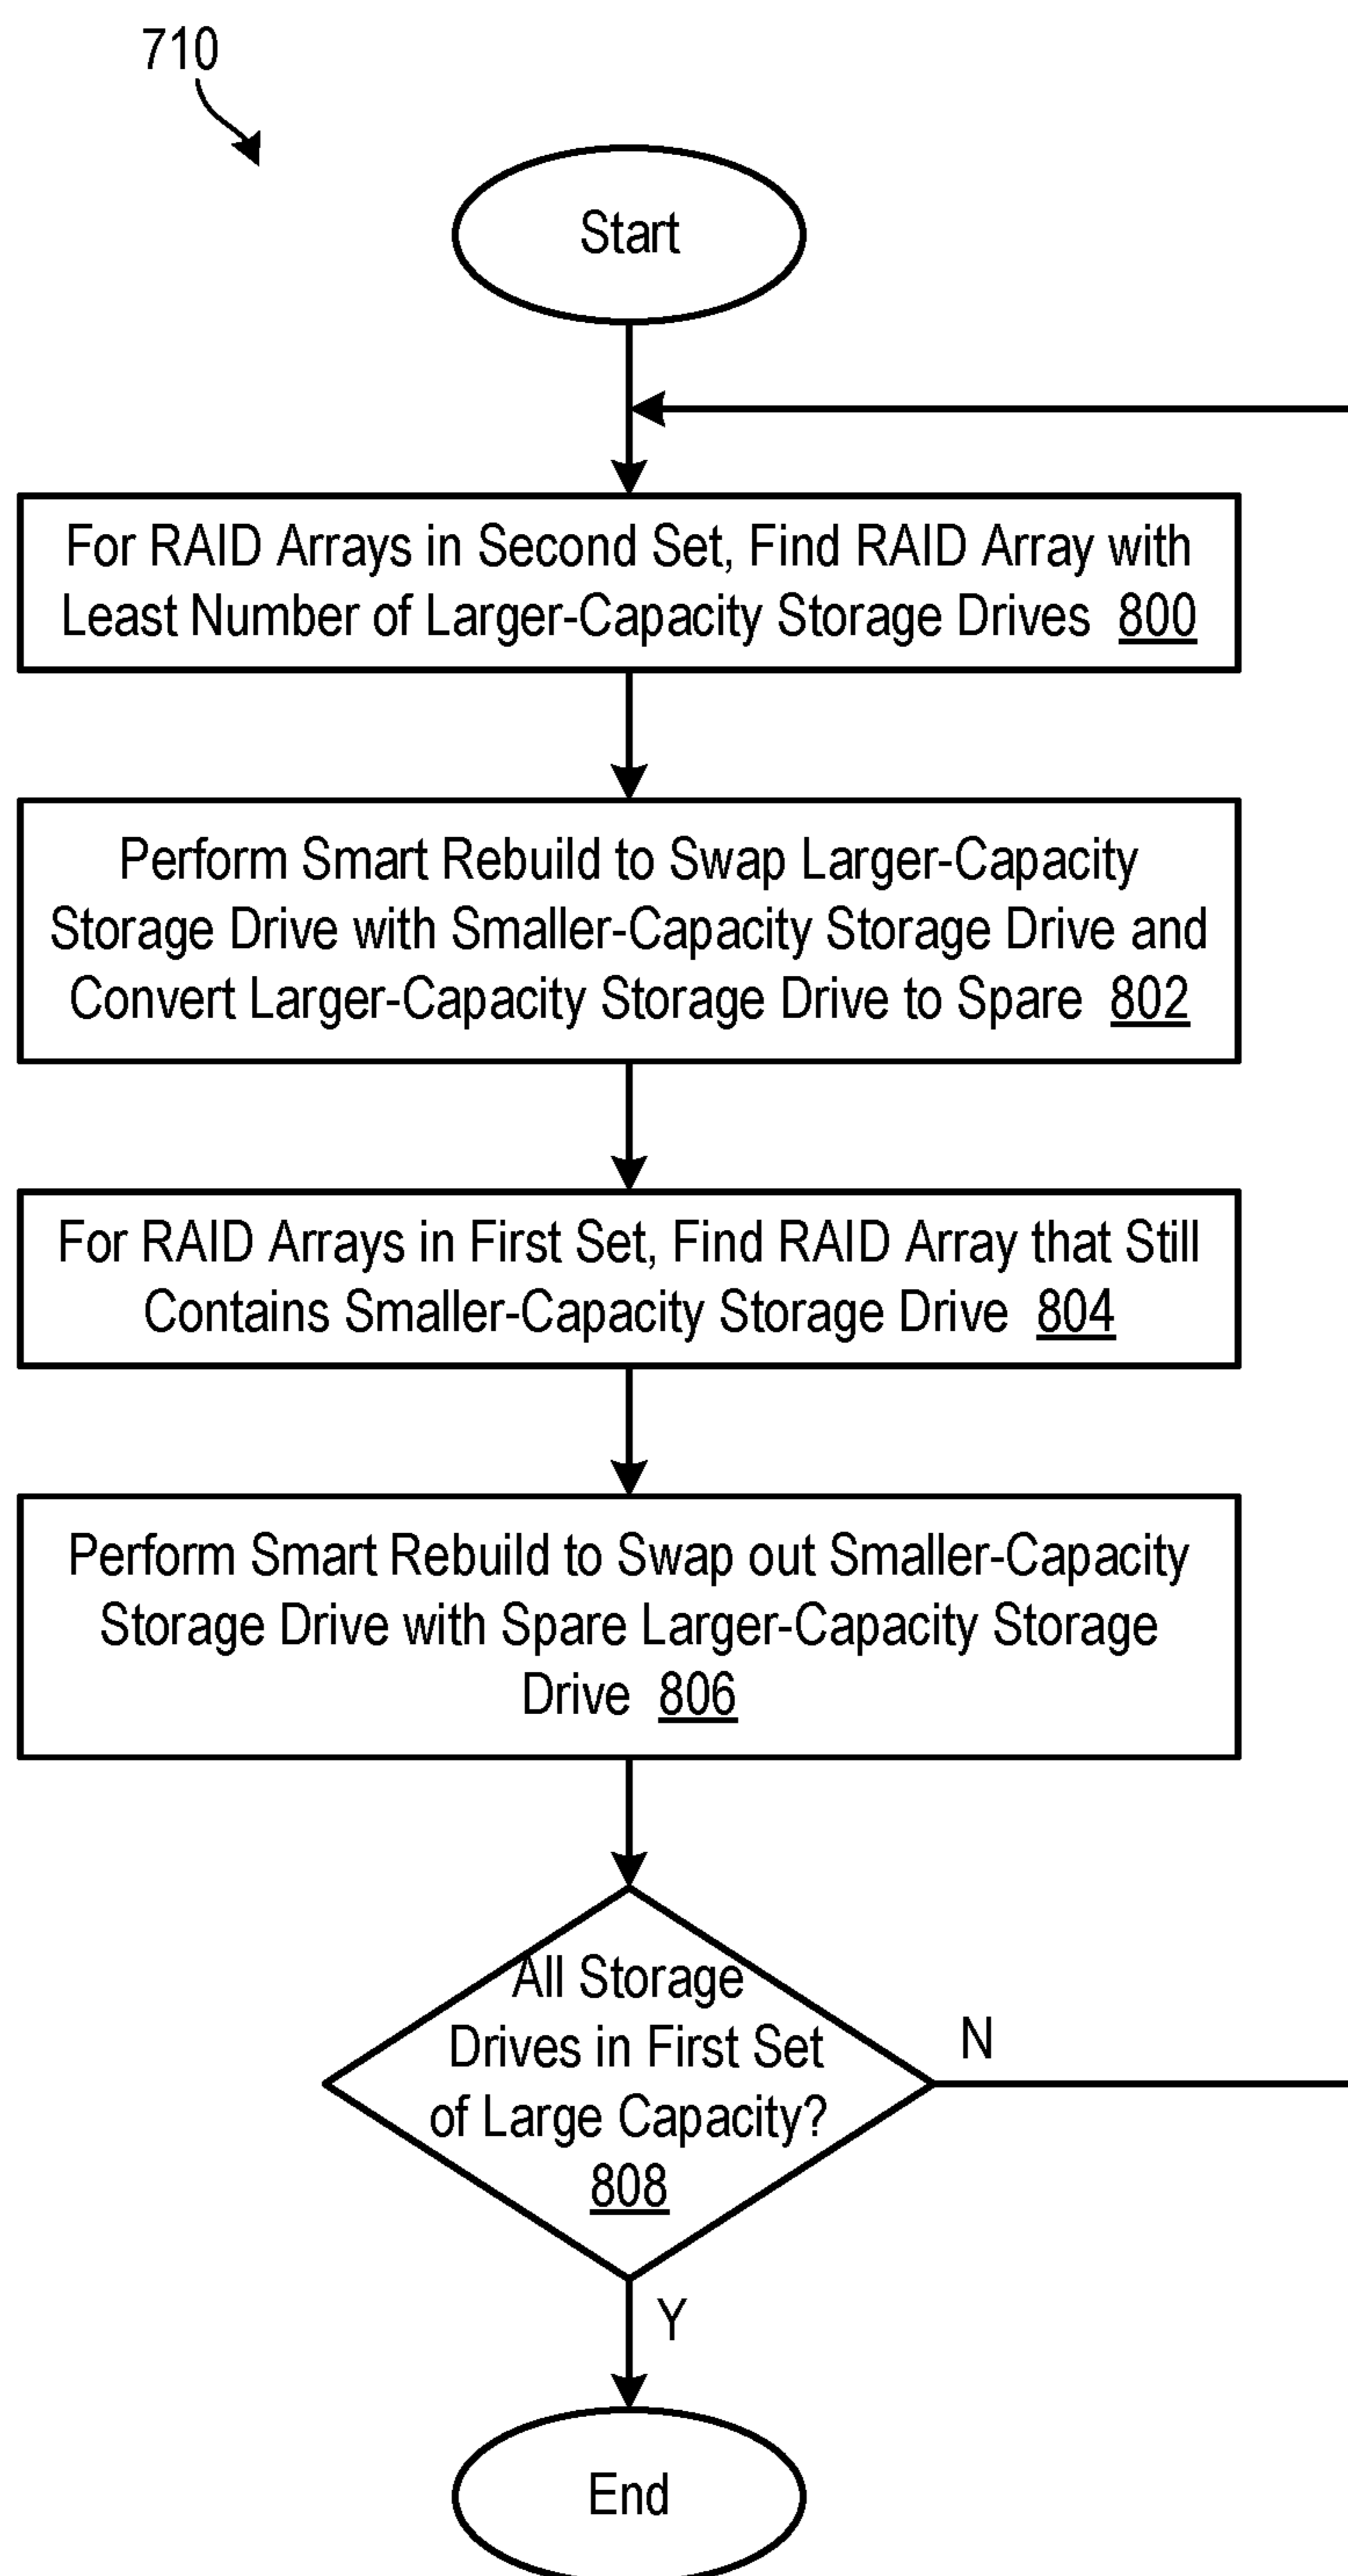 710
Start
For RAID Arrays in Second Set, Find RAID Array with
Least Number of Larger-Capacity Storage Drives 800
Perform Smart Rebuild to Swap Larger-Capacity
Storage Drive with Smaller-Capacity Storage Drive and
Convert Larger-Capacity Storage Drive to Spare 802
For RAID Arrays in First Set, Find RAID Array that Still
Contains Smaller-Capacity Storage Drive 804
Perform Smart Rebuild to Swap out Smaller-Capacity
Storage Drive with Spare Larger-Capacity Storage
Drive 806
All Storage
Drives in First Set
of Large Capacity?
808
N
Y
End